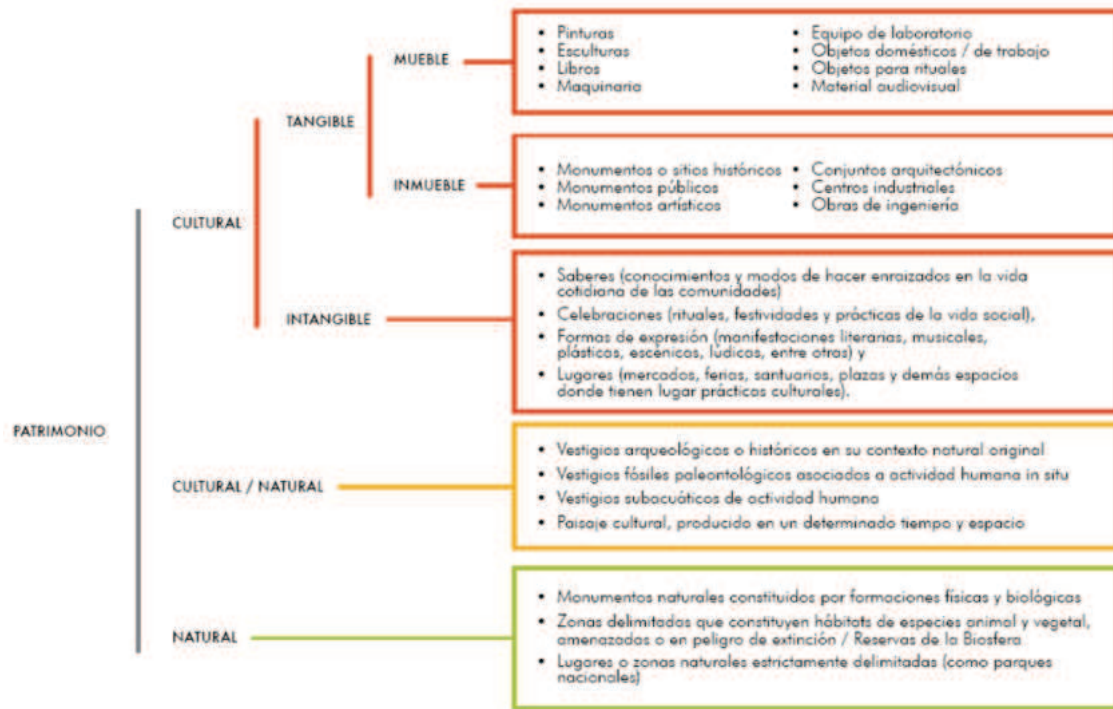 PATRIMONIO
CULTURAL
TANGIBLE
MUEBLE
• Pinturas
• Esculturas
• Libros
• Maquinaria
• Equipo de laboratorio
• Objetos domésticos / de trabajo
• Objetos para rituales
• Material audiovisual
INMUEBLE
• Monumentos o sitios históricos
• Monumentos públicos
• Monumentos artísticos
• Conjuntos arquitectónicos
• Centros industriales
• Obras de ingeniería
INTANGIBLE
• Saberes (conocimientos y modos de hacer enraizados en la vida
cotidiana de las comunidades)
• Celebraciones (rituales, festividades y prácticas de la vida social),
• Formas de expresión (manifestaciones literarias, musicales,
plásticas, escénicas, lúdicas, entre otras) y
• Lugares (mercados, ferias, santuarios, plazas y demás espacios
donde tienen lugar prácticas culturales).
CULTURAL / NATURAL
• Vestigios arqueológicos o históricos en su contexto natural original
• Vestigios fósiles paleontológicos asociados a actividad humana in situ
• Vestigios subacuáticos de actividad humana
• Paisaje cultural, producido en un determinado tiempo y espacio
NATURAL
• Monumentos naturales constituidos por formaciones físicas y biológicas
• Zonas delimitadas que constituyen hábitats de especies animal y vegetal,
amenazadas o en peligro de extinción / Reservas de la Biosfera
• Lugares o zonas naturales estrictamente delimitadas (como parques
nacionales)